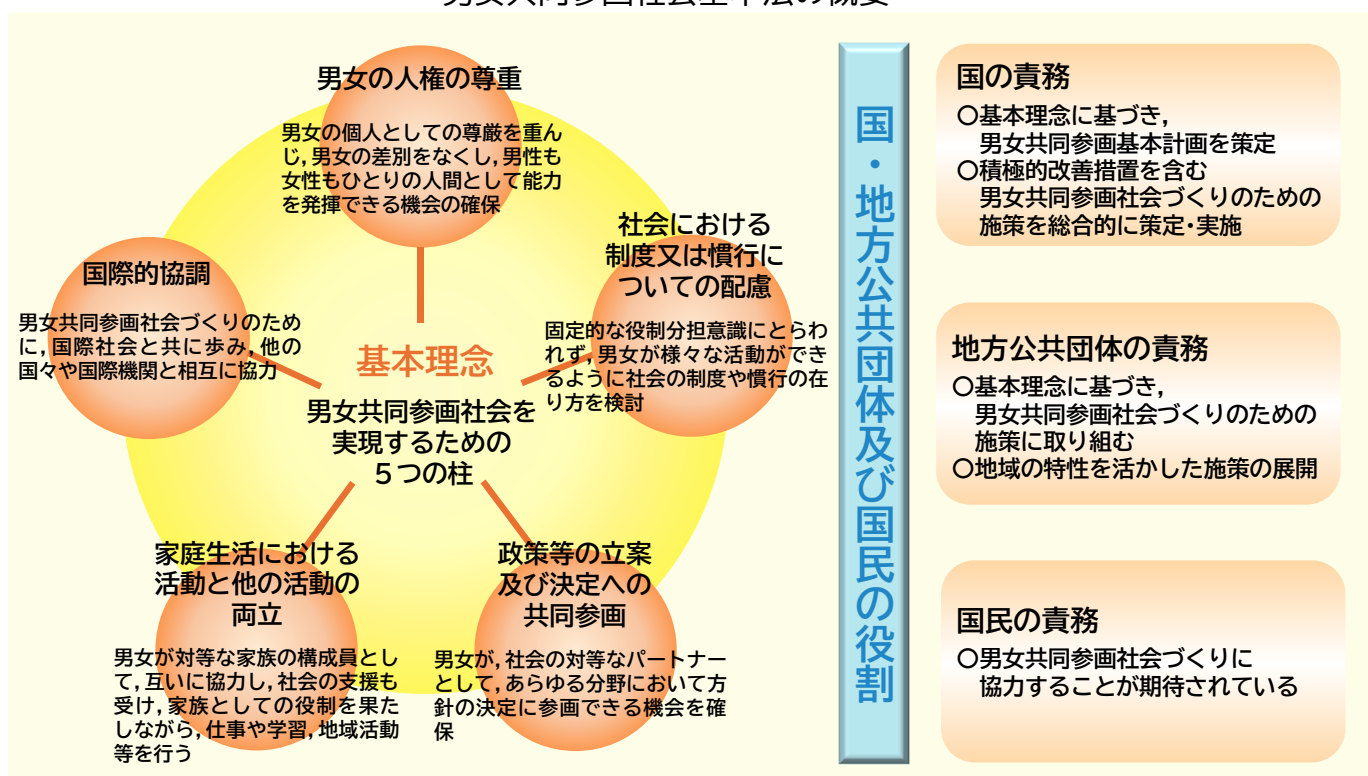 男女共同参画社会基本法の概要
男女の人権の尊重
男女の個人としての尊厳を重ん
じ,男女の差別をなくし,男性も
女性もひとりの人間として能力
を発揮できる機会の確保
社会における
制度又は慣行に
ついての配慮
固定的な役制分担意識にとらわ
れず,男女が様々な活動ができ
るように社会の制度や慣行の在
り方を検討
国際的協調
男女共同参画社会づくりのため
に,国際社会と共に歩み,他の
国々や国際機関と相互に協力
基本理念
男女共同参画社会を
実現するための
５つの柱
家庭生活における
活動と他の活動の
両立
男女が対等な家族の構成員とし
て,互いに協力し,社会の支援も
受け,家族としての役制を果た
しながら,仕事や学習,地域活動
等を行う
政策等の立案
及び決定への
共同参画
男女が,社会の対等なパートナー
として,あらゆる分野において方
針の決定に参画できる機会を確
保
国・地方公共団体及び国民の役割
国の責務
○基本理念に基づき,
男女共同参画基本計画を策定
○積極的改善措置を含む
男女共同参画社会づくりのための
施策を総合的に策定・実施
地方公共団体の責務
○基本理念に基づき,
男女共同参画社会づくりのための
施策に取り組む
○地域の特性を活かした施策の展開
国民の責務
○男女共同参画社会づくりに
協力することが期待されている